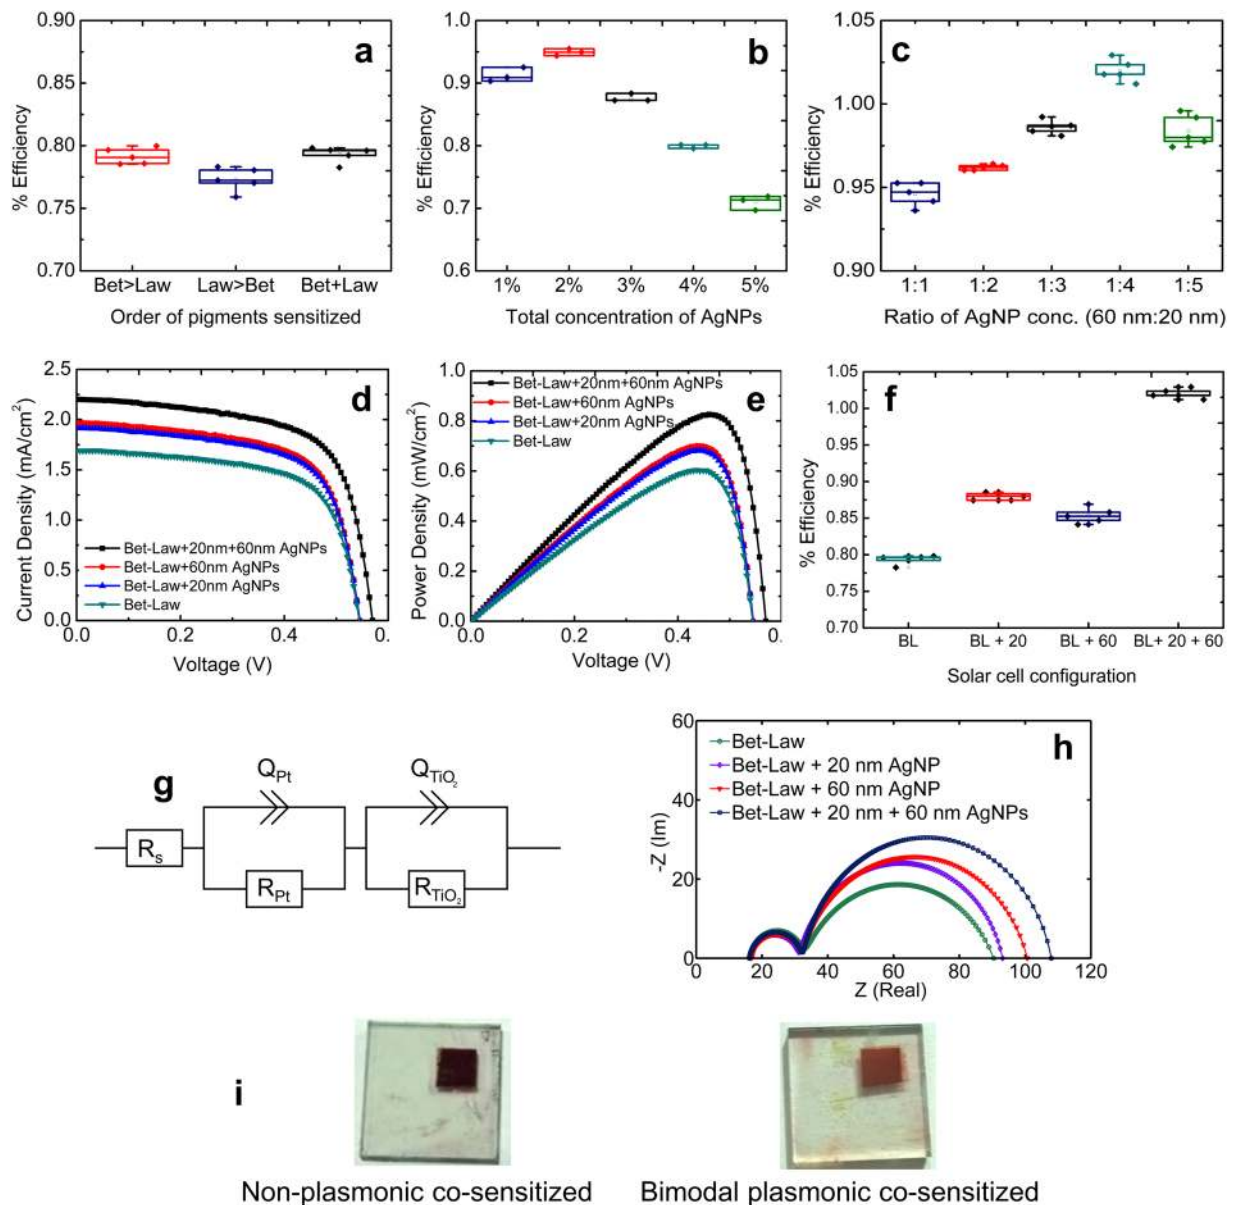 a
0.90
0.85
0.80
0.75
0.70
% Efficiency
Bet>Law Law>Bet Bet+Law
Order of pigments sensitized
b
1.0
0.9
0.8
0.7
0.6
% Efficiency
1% 2% 3% 4% 5%
Total concentration of AgNPs
c
1.05
1.00
0.95
0.90
% Efficiency
1:1 1:2 1:3 1:4 1:5
Ratio of AgNP conc. (60 nm:20 nm)
d
2.5
2.0
1.5
1.0
0.5
0.0
Current Density (mA/cm²)
Bet-Law+20nm+60nm AgNPs
Bet-Law+60nm AgNPs
Bet-Law+20nm AgNPs
Bet-Law
0.0 0.2 0.4 0.
Voltage (V)
e
1.0
0.8
0.6
0.4
0.2
0.0
Power Density (mW/cm²)
Bet-Law+20nm+60nm AgNPs
Bet-Law+60nm AgNPs
Bet-Law+20nm AgNPs
Bet-Law
0.0 0.2 0.4 0.
Voltage (V)
f
1.05
1.00
0.95
0.90
0.85
0.80
0.75
0.70
% Efficiency
BL BL + 20 BL + 60 BL+ 20 + 60
Solar cell configuration
g
Q_Pt Q_TiO₂
R_s
R_Pt R_TiO₂
h
60
40
20
0
-Z (Im)
Bet-Law
Bet-Law + 20 nm AgNP
Bet-Law + 60 nm AgNP
Bet-Law + 20 nm + 60 nm AgNPs
0 20 40 60 80 100 120
Z (Real)
i
Non-plasmonic co-sensitized Bimodal plasmonic co-sensitized